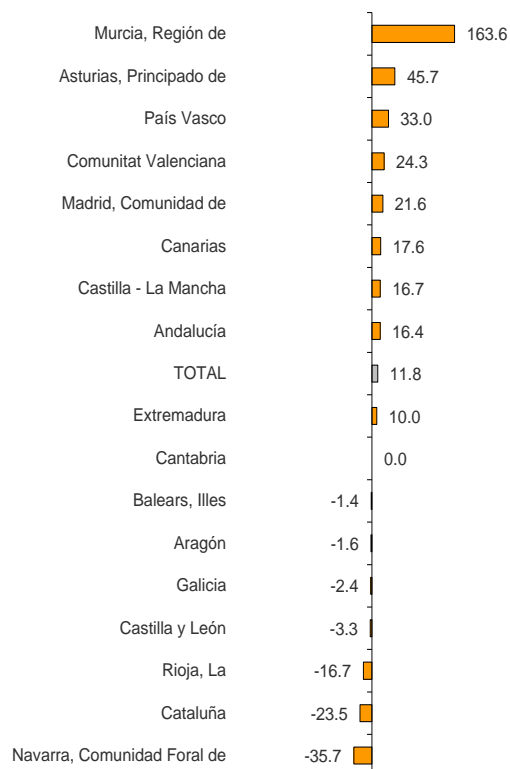 Murcia, Región de 163.6
Asturias, Principado de 45.7
País Vasco 33.0
Comunitat Valenciana 24.3
Madrid, Comunidad de 21.6
Canarias 17.6
Castilla - La Mancha 16.7
Andalucía 16.4
TOTAL 11.8
Extremadura 10.0
Cantabria 0.0
Balears, Illes -1.4
Aragón -1.6
Galicia -2.4
Castilla y León -3.3
Rioja, La -16.7
Cataluña -23.5
Navarra, Comunidad Foral de -35.7